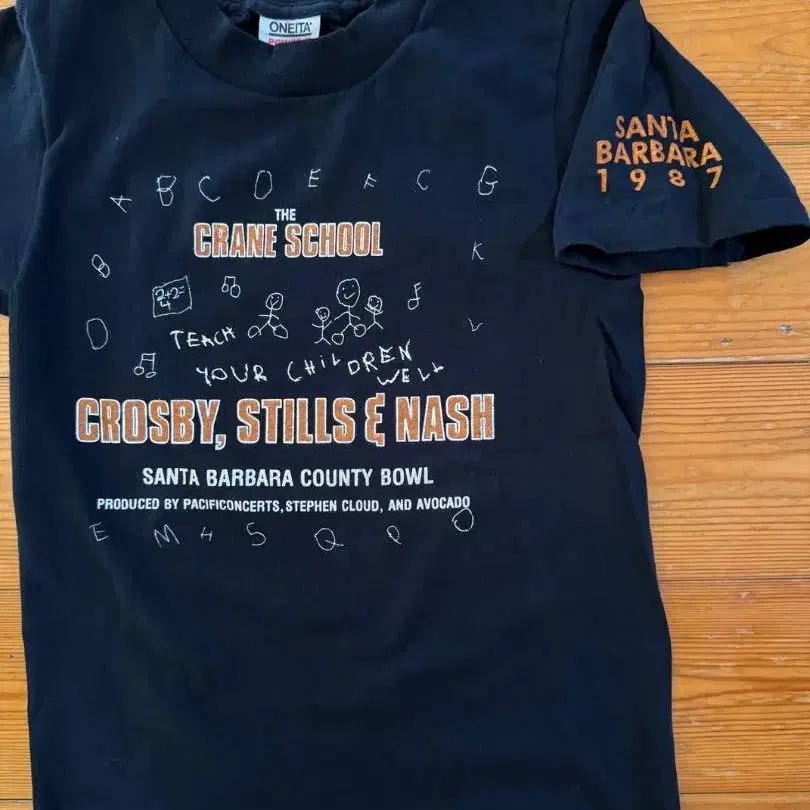 ONEITA
SANTA
BARBARA
1987
A B C D E F C G
THE
CRANE SCHOOL
K
2+2=
4
TEACH
YOUR CHILDREN
WELL
CROSBY, STILLS & NASH
SANTA BARBARA COUNTY BOWL
PRODUCED BY PACIFICONCERTS, STEPHEN CLOUD, AND AVOCADO
E M 4 S Q P O